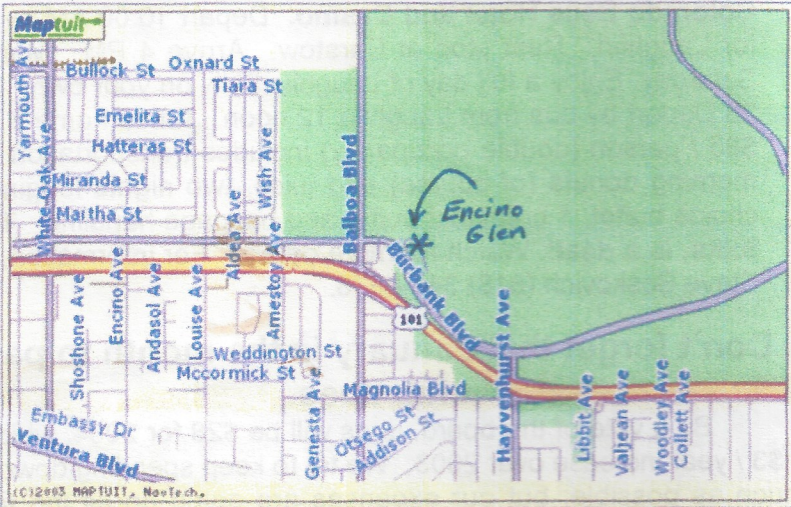 Maptuit
Yarmouth Ave
Bullock St
Oxnard St
Tiara St
Emelita St
Hatteras St
Wish Ave
Balboa Blvd
White Oak Ave
Miranda St
Martha St
Aldea Ave
Encino
Glen
Amestoy Ave
Burbank Blvd
Shoshone Ave
Encino Ave
Andasol Ave
Louise Ave
101
Hayvenhurst Ave
Weddington St
Mccormick St
Magnolia Blvd
Genesta Ave
Otsego St
Addison St
Libbit Ave
Valjean Ave
Woodley Ave
Collett Ave
Embassy Dr
Ventura Blvd
(C)2003 MAPTUIT, NavTech.